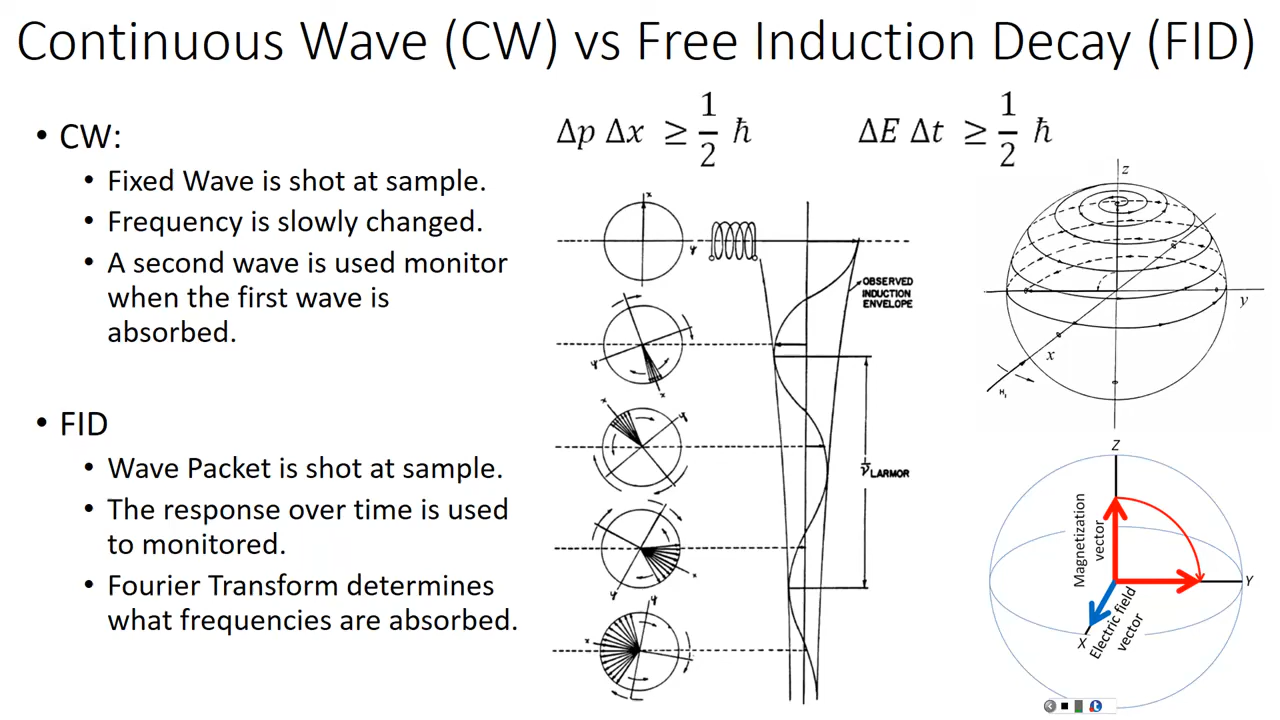 Continuous Wave (CW) vs Free Induction Decay (FID)
• CW:
• Fixed Wave is shot at sample.
• Frequency is slowly changed.
• A second wave is used monitor
when the first wave is
absorbed.
• FID
• Wave Packet is shot at sample.
• The response over time is used
to monitored.
• Fourier Transform determines
what frequencies are absorbed.
Δp Δx ≥ 1/2 ħ
ΔE Δt ≥ 1/2 ħ
x
y
OBSERVED
INDUCTION
ENVELOPE
y
x
x
y
1/ν LARMOR
y
x
y
x
z
y
x
H₁
Z
Magnetization
vector
Y
X
Electric field
vector